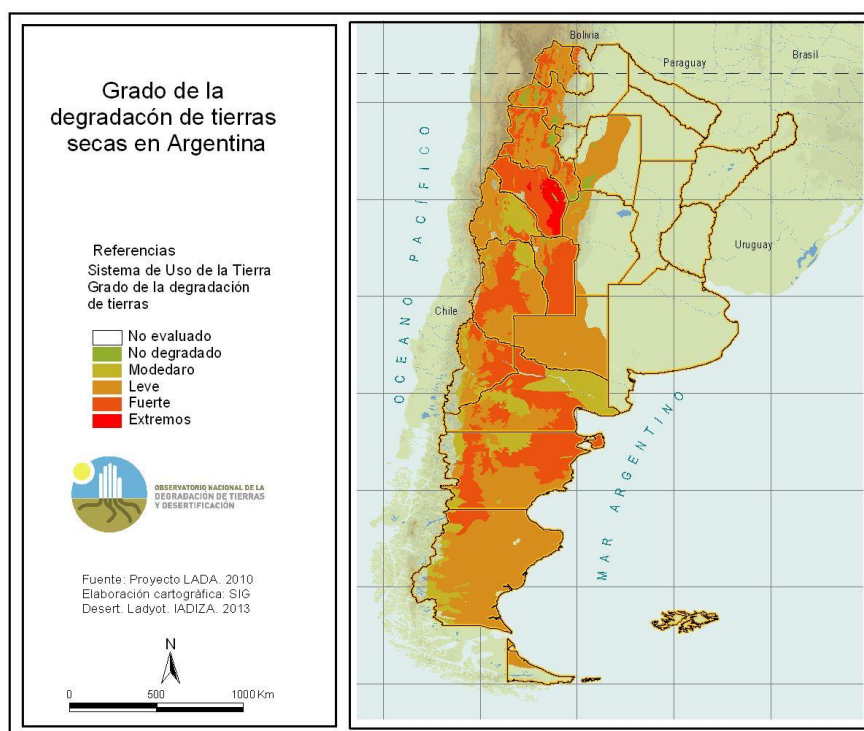 Grado de la
degradacón de tierras
secas en Argentina
Referencias
Sistema de Uso de la Tierra
Grado de la degradación
de tierras
No evaluado
No degradado
Modedaro
Leve
Fuerte
Extremos
OBSERVATORIO NACIONAL DE LA
DEGRADACIÓN DE TIERRAS
Y DESERTIFICACIÓN
Fuente: Proyecto LADA. 2010
Elaboración cartogràfica: SIG
Desert. Ladyot. IADIZA. 2013
N
0 500 1000 Km
Bolivia
Paraguay
Brasil
OCEANO PACÍFICO
Uruguay
Chile
MAR ARGENTINO